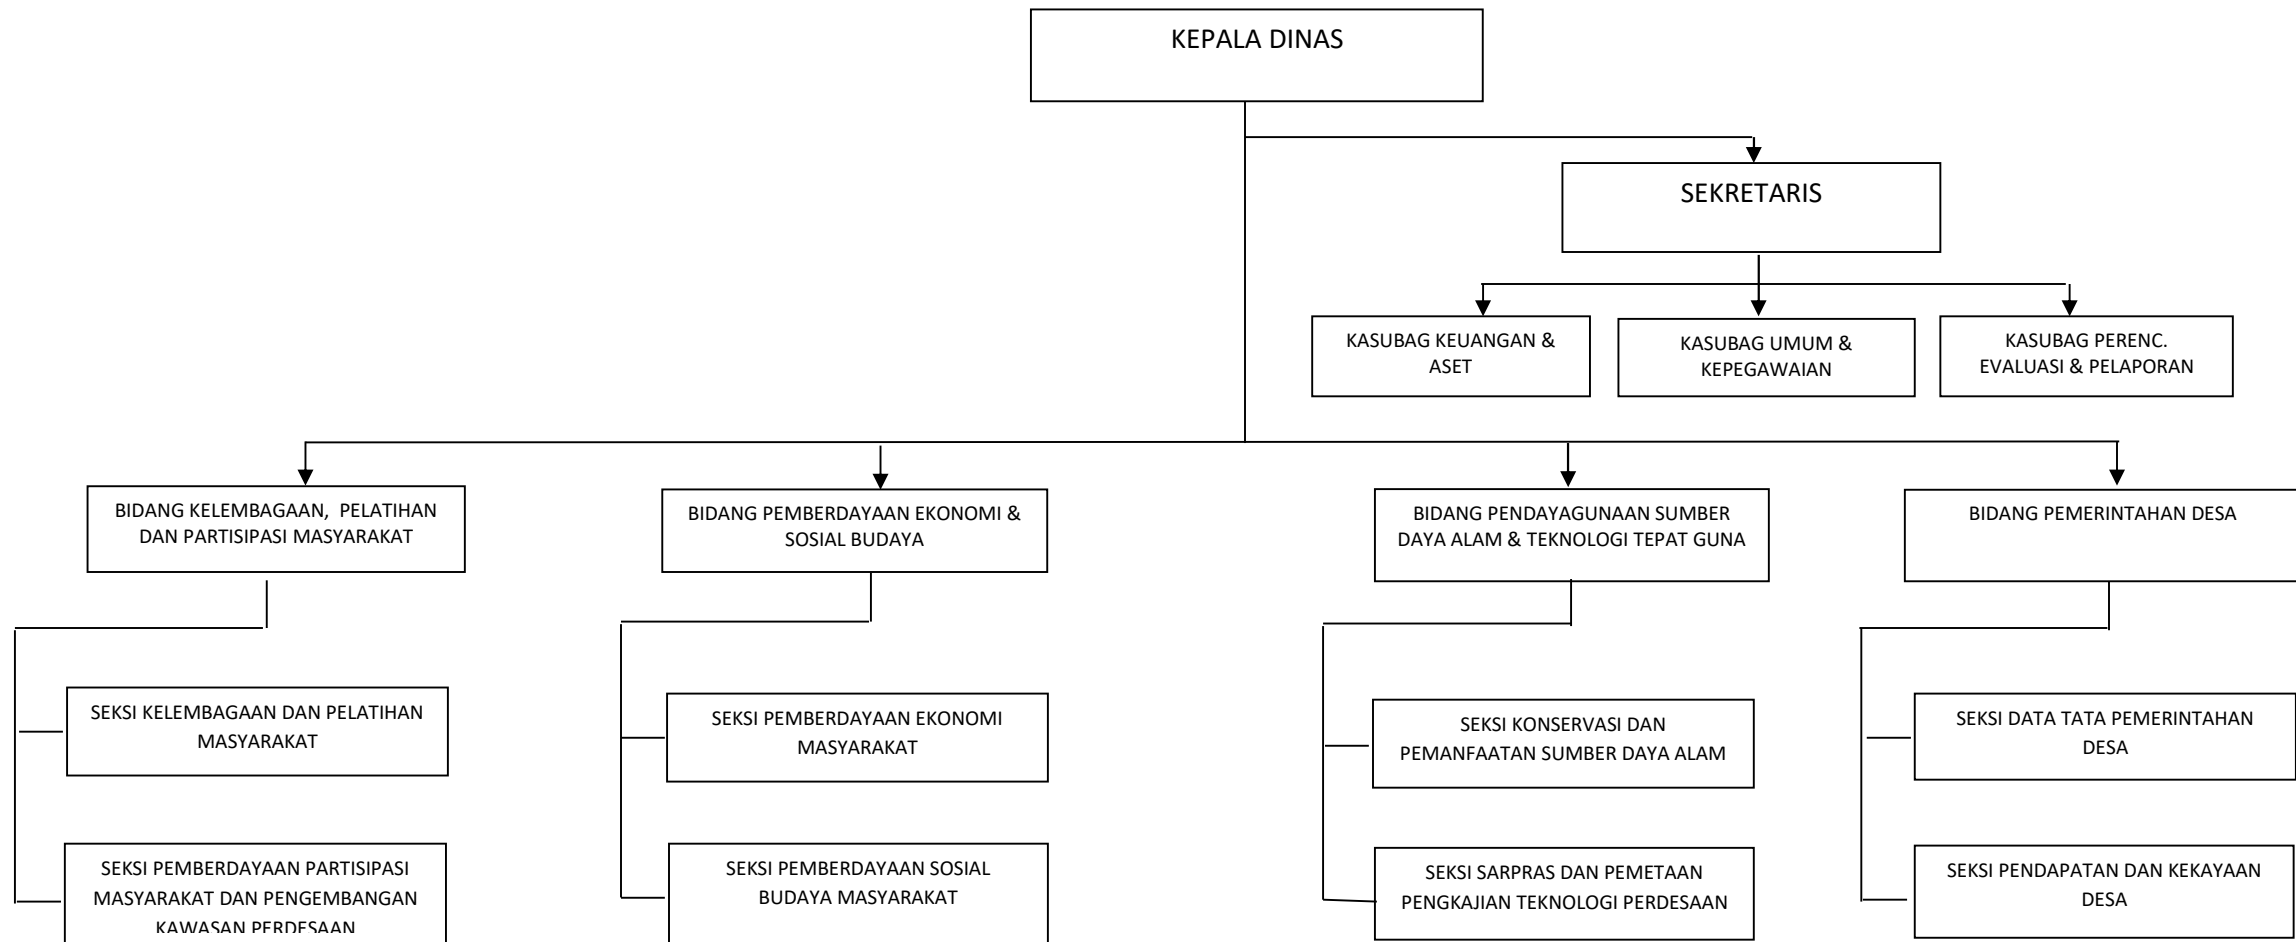 KEPALA DINAS
SEKRETARIS
KASUBAG KEUANGAN &
ASET
KASUBAG UMUM &
KEPEGAWAIAN
KASUBAG PERENC.
EVALUASI & PELAPORAN
BIDANG KELEMBAGAAN, PELATIHAN
DAN PARTISIPASI MASYARAKAT
BIDANG PEMBERDAYAAN EKONOMI &
SOSIAL BUDAYA
BIDANG PENDAYAGUNAAN SUMBER
DAYA ALAM & TEKNOLOGI TEPAT GUNA
BIDANG PEMERINTAHAN DESA
SEKSI KELEMBAGAAN DAN PELATIHAN
MASYARAKAT
SEKSI PEMBERDAYAAN EKONOMI
MASYARAKAT
SEKSI KONSERVASI DAN
PEMANFAATAN SUMBER DAYA ALAM
SEKSI DATA TATA PEMERINTAHAN
DESA
SEKSI PEMBERDAYAAN PARTISIPASI
MASYARAKAT DAN PENGEMBANGAN
KAWASAN PERDESAAN
SEKSI PEMBERDAYAAN SOSIAL
BUDAYA MASYARAKAT
SEKSI SARPRAS DAN PEMETAAN
PENGKAJIAN TEKNOLOGI PERDESAAN
SEKSI PENDAPATAN DAN KEKAYAAN
DESA